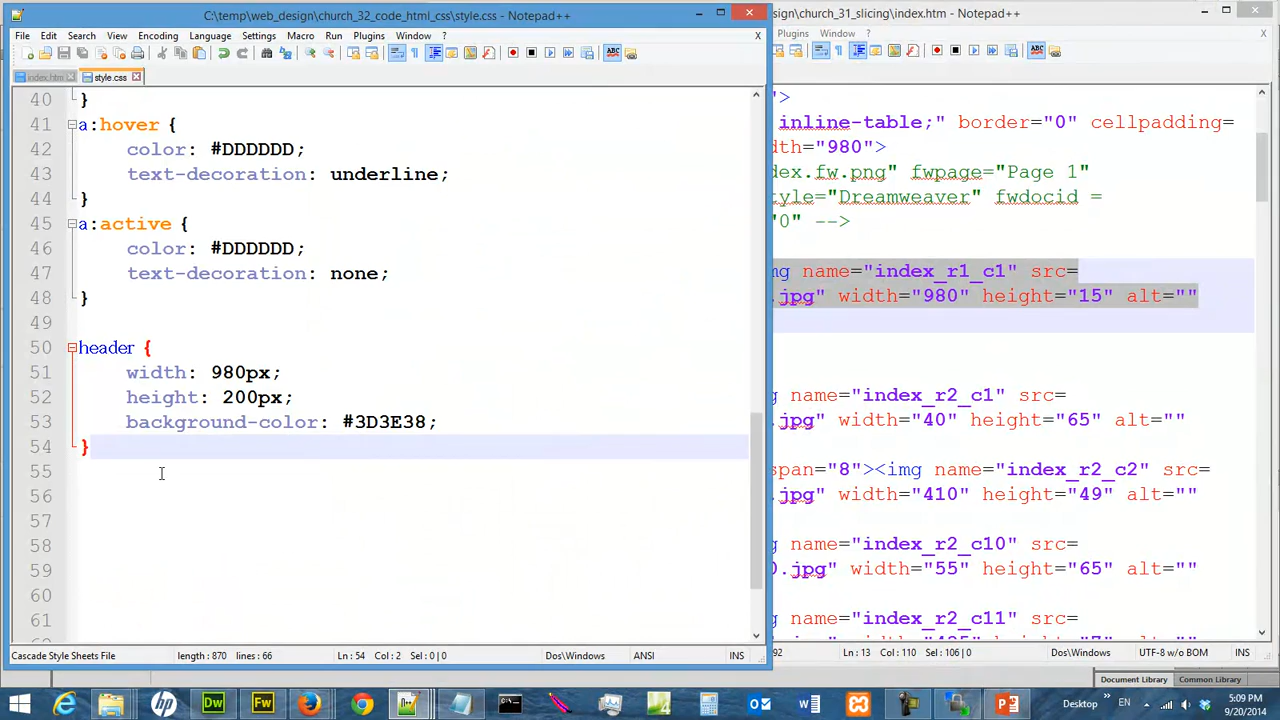 C:\temp\web_design\church_32_code_html_css\style.css - Notepad++
design\church_31_slicing\index.htm - Notepad++
File Edit Search View Encoding Language Settings Macro Run Plugins Window ? X
Plugins Window ? X
index.htm style.css
40 }
41 a:hover {
42 color: #DDDDDD;
43 text-decoration: underline;
44 }
45 a:active {
46 color: #DDDDDD;
47 text-decoration: none;
48 }
49
50 header {
51 width: 980px;
52 height: 200px;
53 background-color: #3D3E38;
54 }
55
56
57
58
59
60
61
">
inline-table;" border="0" cellpadding=
width="980">
dex.fw.png" fwpage="Page 1"
tyle="Dreamweaver" fwdocid =
"0" -->
mg name="index_r1_c1" src=
.jpg" width="980" height="15" alt=""
g name="index_r2_c1"
.jpg" width="40" height="65" alt=""
span="8"><img name="index_r2_c2" src=
.jpg" width="410" height="49" alt=""
g name="index_r2_c10" src=
0.jpg" width="55" height="65" alt=""
g name="index_r2_c11" src=
Cascade Style Sheets File length : 870 lines : 66 Ln : 54 Col : 2 Sel : 0 | 0 Dos\Windows ANSI INS
92 Ln : 13 Col : 110 Sel : 106 | 0 Dos\Windows UTF-8 w/o BOM INS
Document Library Common Library
Desktop EN 5:09 PM
9/20/2014